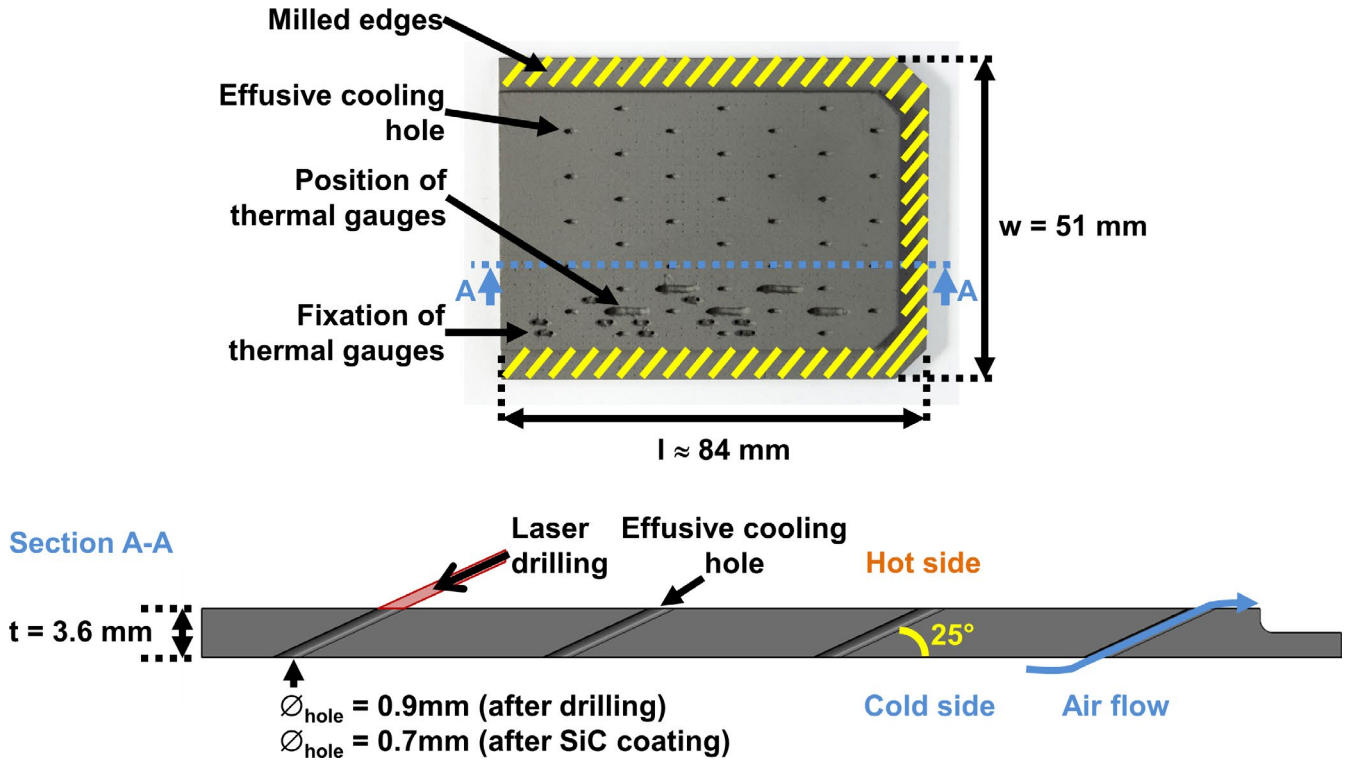 Milled edges
Effusive cooling
hole
Position of
thermal gauges
w = 51 mm
A
A
Fixation of
thermal gauges
l ≈ 84 mm
Section A-A
Laser
drilling
Effusive cooling
hole
Hot side
t = 3.6 mm
25°
∅hole = 0.9mm (after drilling)
∅hole = 0.7mm (after SiC coating)
Cold side
Air flow